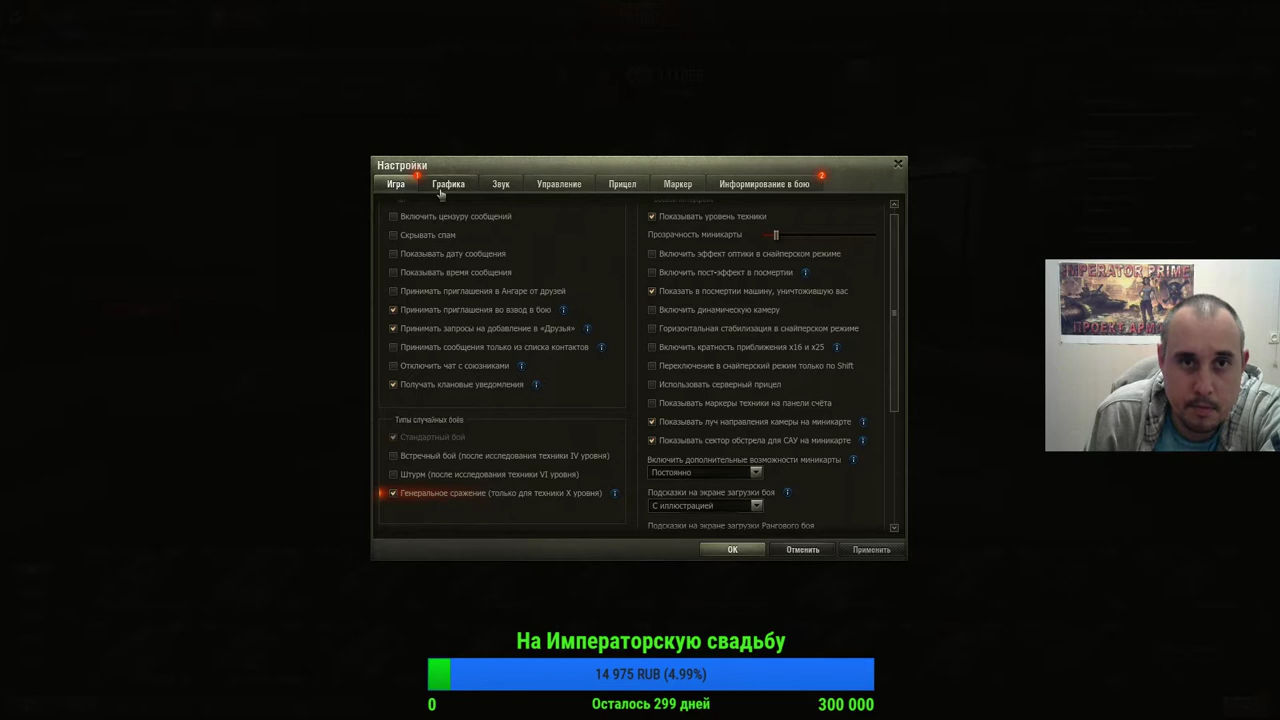 Настройки
1
2
Игра
Графика
Звук
Управление
Прицел
Маркер
Информирование в бою
Включить цензуру сообщений
Скрывать спам
Показывать дату сообщения
Показывать время сообщения
Принимать приглашения в Ангаре от друзей
Принимать приглашения во взвод в бою
Принимать запросы на добавление в «Друзья»
Принимать сообщения только из списка контактов
Отключить чат с союзниками
Получать клановые уведомления
Типы случайных боёв
Стандартный бой
Встречный бой (после исследования техники IV уровня)
Штурм (после исследования техники VI уровня)
Генеральное сражение (только для техники X уровня)
Показывать уровень техники
Прозрачность миникарты
Включить эффект оптики в снайперском режиме
Включить пост-эффект в посмертии
Показать в посмертии машину, уничтожившую вас
Включить динамическую камеру
Горизонтальная стабилизация в снайперском режиме
Включить кратность приближения x16 и x25
Переключение в снайперский режим только по Shift
Использовать серверный прицел
Показывать маркеры техники на панели счёта
Показывать луч направления камеры на миникарте
Показывать сектор обстрела для САУ на миникарте
Включить дополнительные возможности миникарты
Постоянно
Подсказки на экране загрузки боя
С иллюстрацией
Подсказки на экране загрузки Рангового боя
OK
Отменить
Применить
IMPERATOR PRIME
ПРОЕКТ АРМ
На Императорскую свадьбу
14 975 RUB (4.99%)
0
Осталось 299 дней
300 000